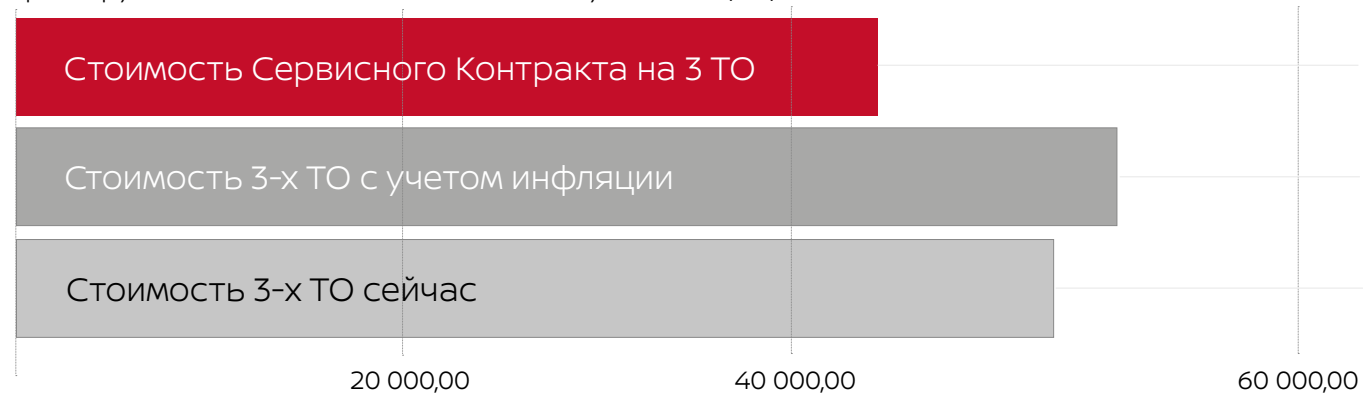 Стоимость Сервисного Контракта на 3 ТО
Стоимость 3-х ТО с учетом инфляции
Стоимость 3-х ТО сейчас
20 000,00 40 000,00 60 000,00